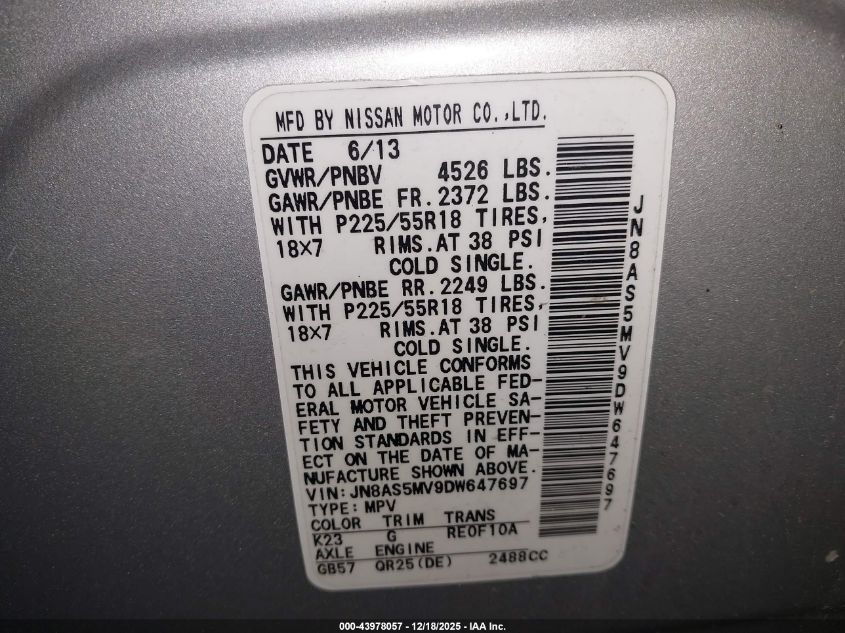 MFD BY NISSAN MOTOR CO.,LTD.
DATE 6/13
GVWR/PNBV 4526 LBS.
GAWR/PNBE FR. 2372 LBS.
WITH P225/55R18 TIRES,
18×7 RIMS.AT 38 PSI
COLD SINGLE.
GAWR/PNBE RR. 2249 LBS.
WITH P225/55R18 TIRES,
18×7 RIMS.AT 38 PSI
COLD SINGLE.
THIS VEHICLE CONFORMS
TO ALL APPLICABLE FED-
ERAL MOTOR VEHICLE SA-
FETY AND THEFT PREVEN-
TION STANDARDS IN EFF-
ECT ON THE DATE OF MA-
NUFACTURE SHOWN ABOVE.
VIN:JN8AS5MV9DW647697
TYPE:MPV
COLOR TRIM TRANS
K23 G RE0F10A
AXLE ENGINE
GB57 QR25(DE) 2488CC
JN8AS5MV9DW647697
000-43978057 - 12/18/2025 - IAA Inc.